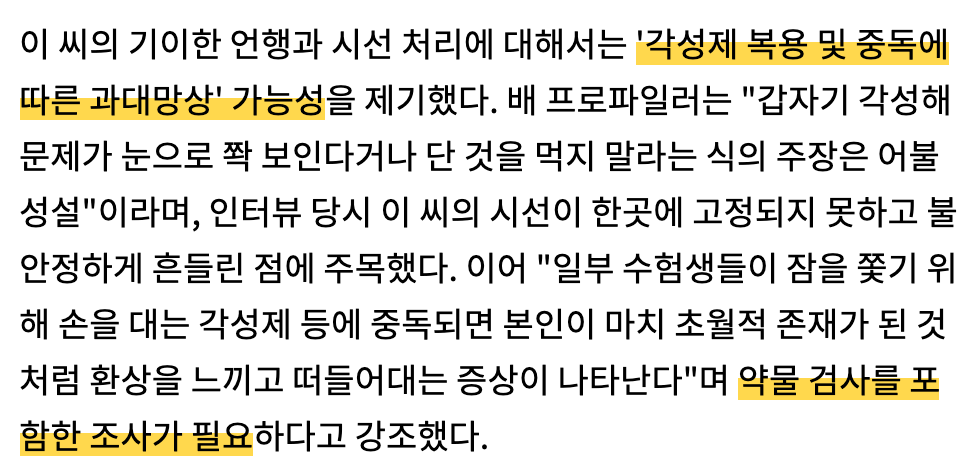 이 씨의 기이한 언행과 시선 처리에 대해서는 '각성제 복용 및 중독에
따른 과대망상' 가능성을 제기했다. 배 프로파일러는 "갑자기 각성해
문제가 눈으로 쫙 보인다거나 단 것을 먹지 말라는 식의 주장은 어불
성설"이라며, 인터뷰 당시 이 씨의 시선이 한곳에 고정되지 못하고 불
안정하게 흔들린 점에 주목했다. 이어 "일부 수험생들이 잠을 쫓기 위
해 손을 대는 각성제 등에 중독되면 본인이 마치 초월적 존재가 된 것
처럼 환상을 느끼고 떠들어대는 증상이 나타난다"며 약물 검사를 포
함한 조사가 필요하다고 강조했다.